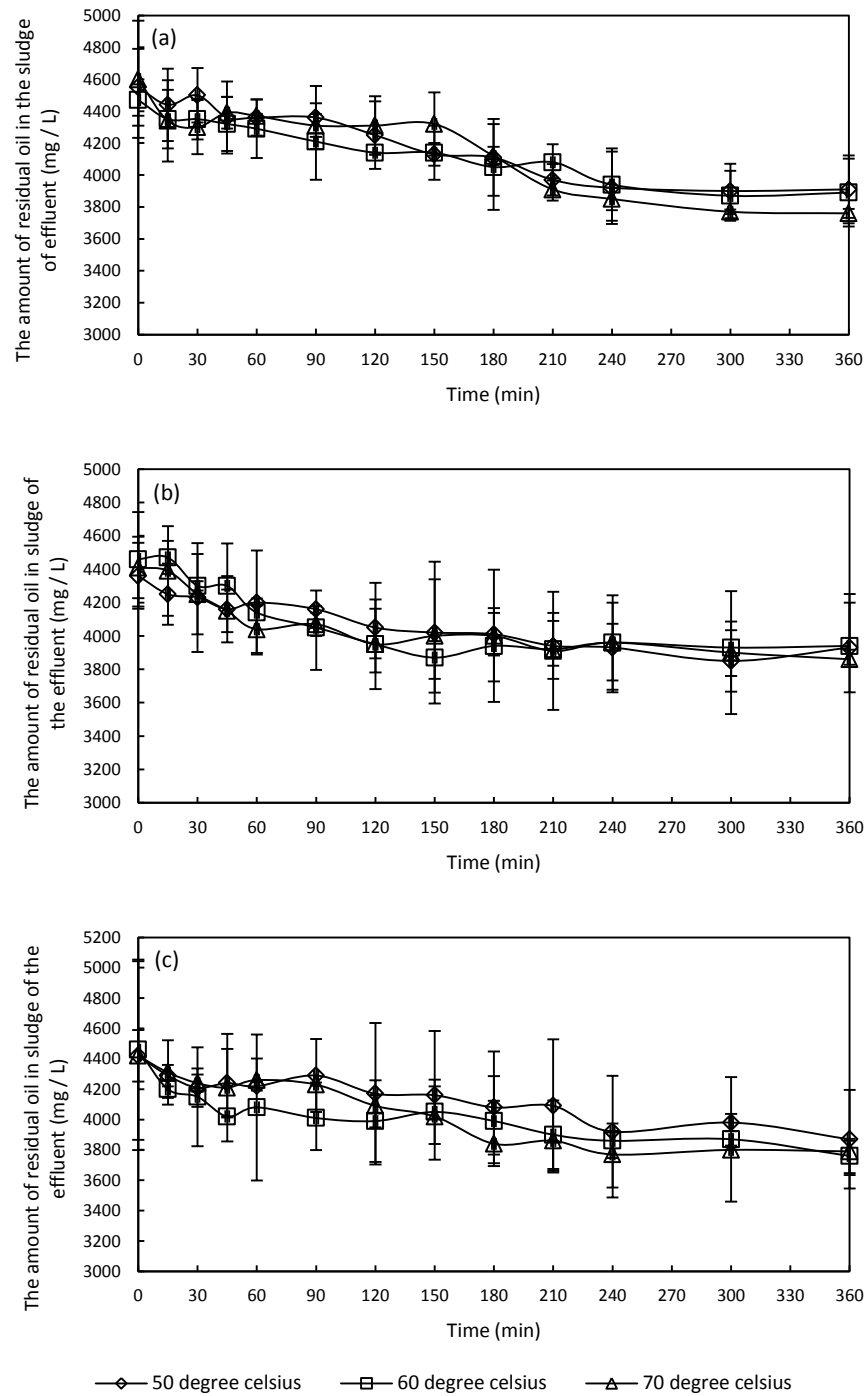 The amount of residual oil in the sludge
of effluent (mg / L)
5000
4800
4600
4400
4200
4000
3800
3600
3400
3200
3000
(a)
0 30 60 90 120 150 180 210 240 270 300 330 360
Time (min)
The amount of residual oil in sludge of
the effluent (mg / L)
5000
4800
4600
4400
4200
4000
3800
3600
3400
3200
3000
(b)
0 30 60 90 120 150 180 210 240 270 300 330 360
Time (min)
The amount of residual oil in sludge of the
effluent (mg / L)
5200
5000
4800
4600
4400
4200
4000
3800
3600
3400
3200
3000
(c)
0 30 60 90 120 150 180 210 240 270 300 330 360
Time (min)
50 degree celsius 60 degree celsius 70 degree celsius